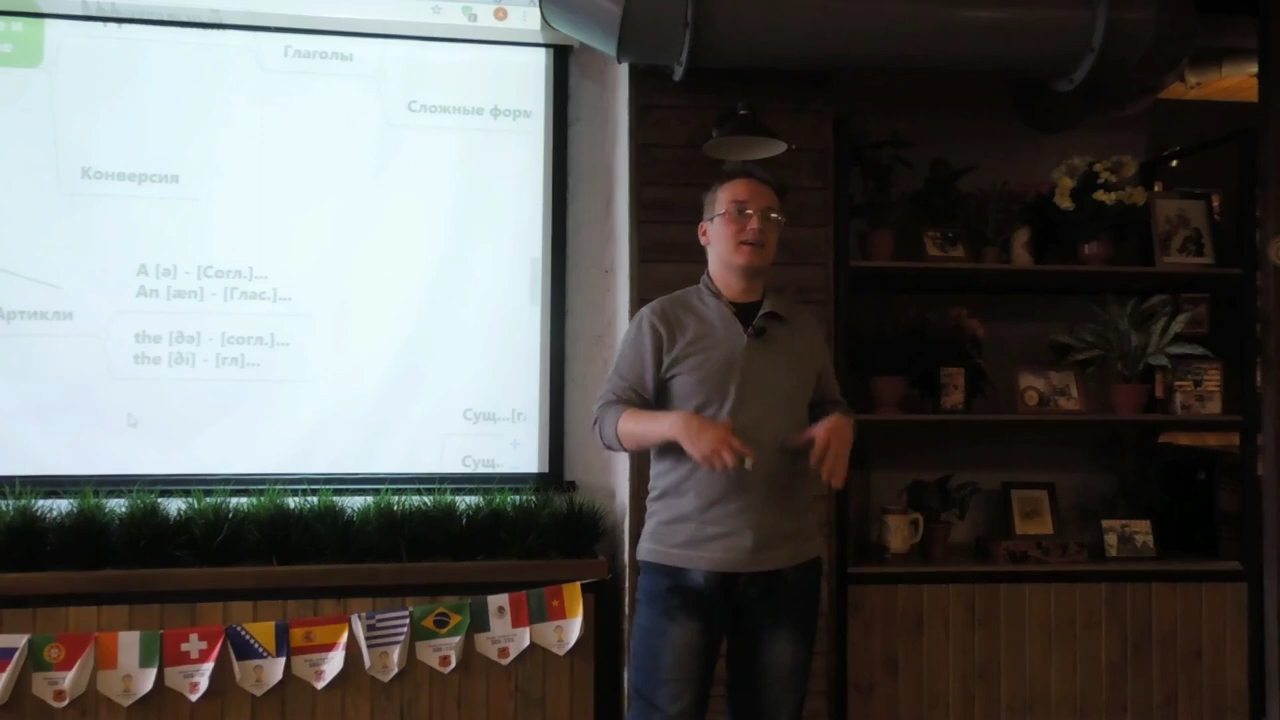 Глаголы
Сложные форм
Конверсия
A [ə] - [Согл.]...
An [æn] - [Глас.]...
Артикли
the [ðə] - [согл.]...
the [ði] - [гл]...
Сущ...[г
Сущ..